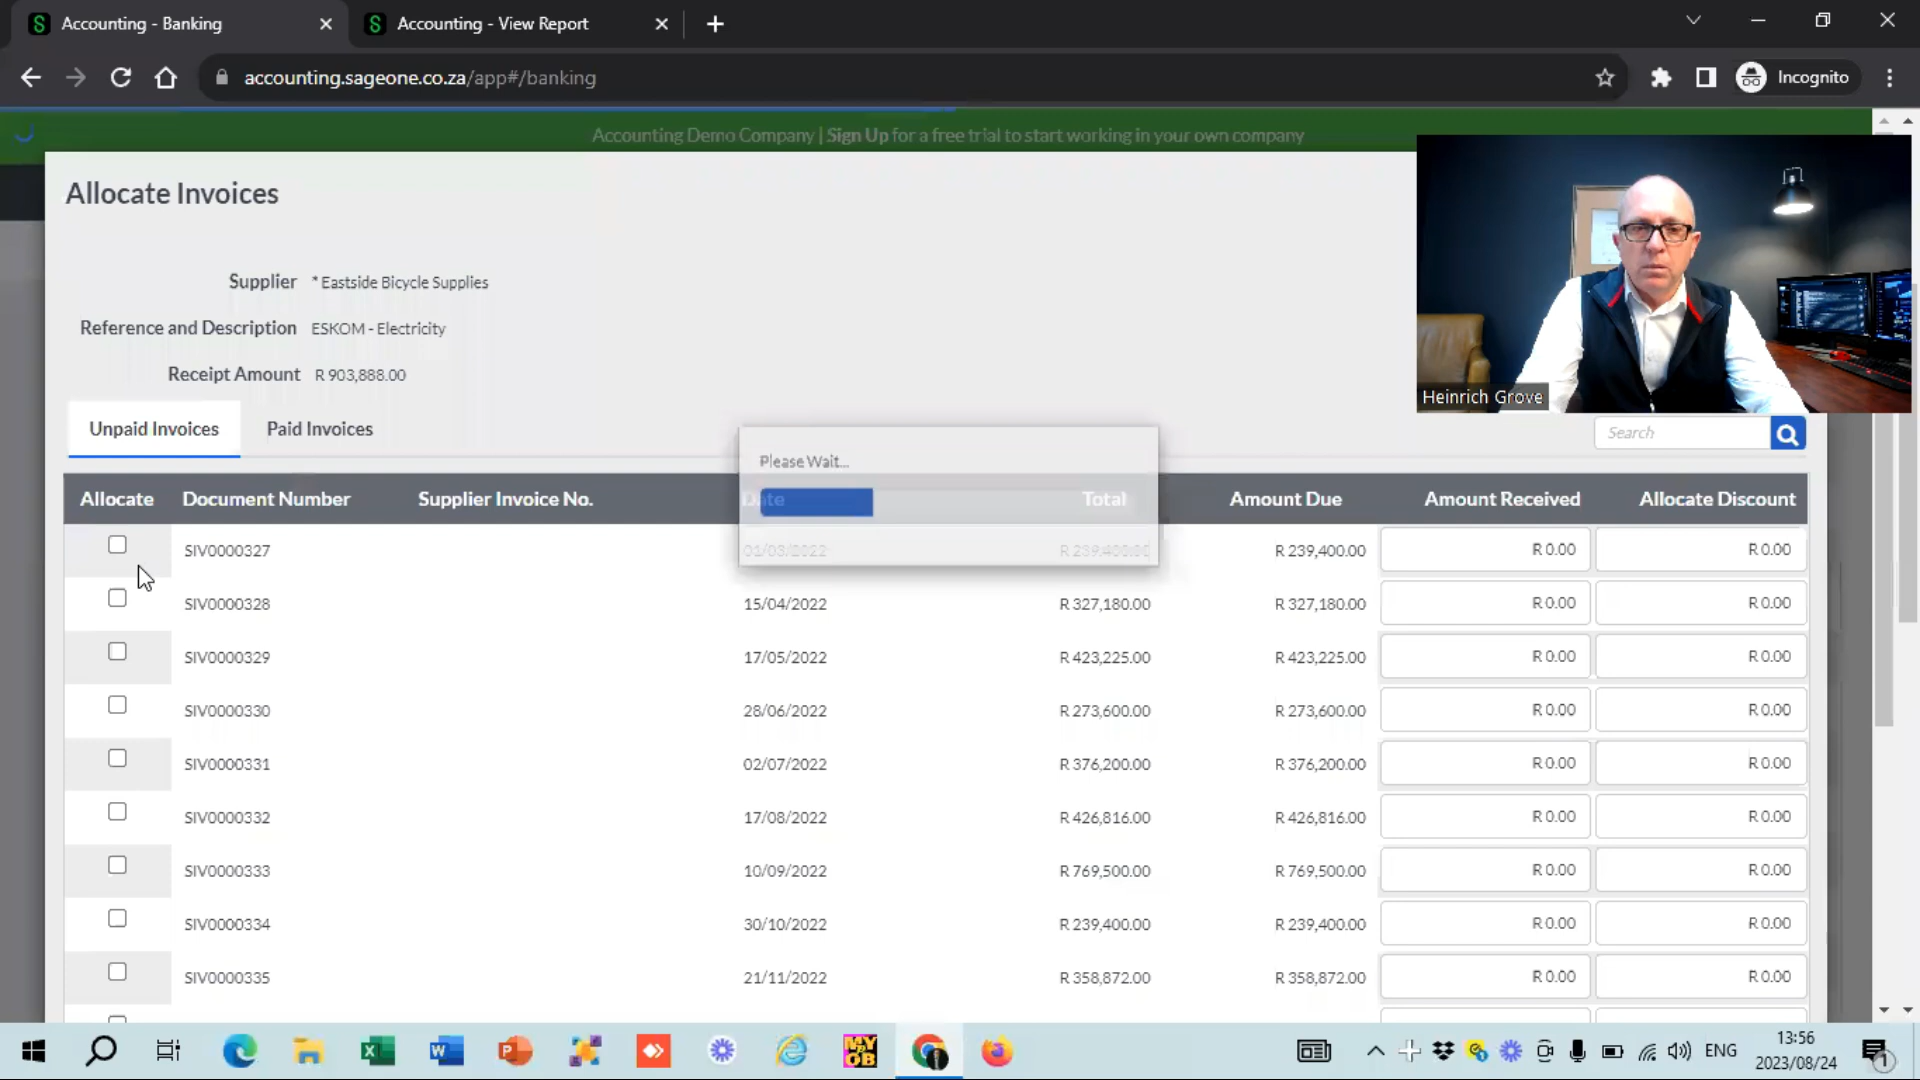 Accounting - Banking
Accounting - View Report
accounting.sageone.co.za/app#/banking
Incognito
Accounting Demo Company | Sign Up for a free trial to start working in your own company
Allocate Invoices
Supplier * Eastside Bicycle Supplies
Reference and Description ESKOM - Electricity
Receipt Amount R 903,888.00
Heinrich Grove
Unpaid Invoices Paid Invoices
Search
Please Wait...
Allocate Document Number Supplier Invoice No. Date Total Amount Due Amount Received Allocate Discount
SIV0000327 01/03/2022 R 239,400.00 R 239,400.00 R 0.00 R 0.00
SIV0000328 15/04/2022 R 327,180.00 R 327,180.00 R 0.00 R 0.00
SIV0000329 17/05/2022 R 423,225.00 R 423,225.00 R 0.00 R 0.00
SIV0000330 28/06/2022 R 273,600.00 R 273,600.00 R 0.00 R 0.00
SIV0000331 02/07/2022 R 376,200.00 R 376,200.00 R 0.00 R 0.00
SIV0000332 17/08/2022 R 426,816.00 R 426,816.00 R 0.00 R 0.00
SIV0000333 10/09/2022 R 769,500.00 R 769,500.00 R 0.00 R 0.00
SIV0000334 30/10/2022 R 239,400.00 R 239,400.00 R 0.00 R 0.00
SIV0000335 21/11/2022 R 358,872.00 R 358,872.00 R 0.00 R 0.00
MY
OB
ENG
13:56
2023/08/24
1